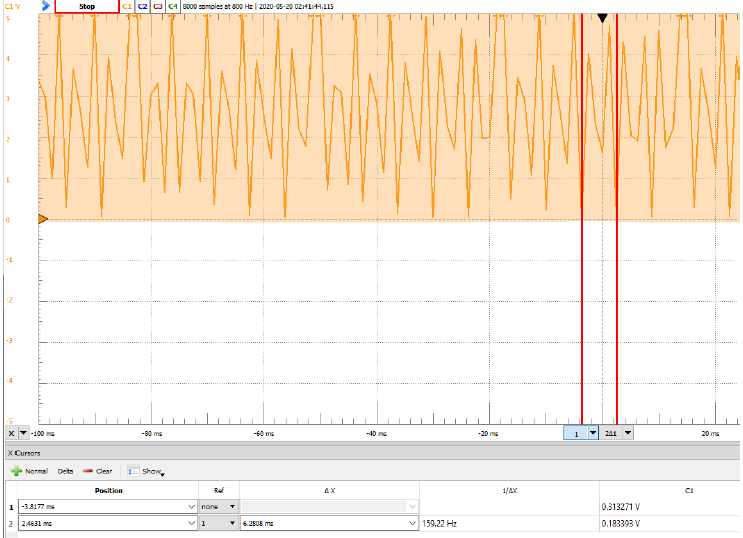 C1 V Stop C1 C2 C3 C4 8000 samples at 800 Hz | 2020-05-20 02:41:44.115
5
4
3
2
1
0
-1
-2
-3
-4
-5
X -100 ms -80 ms -60 ms -40 ms -20 ms 1 2Δ1 20 ms
X Cursors
Normal Delta Clear Show
Position Ref Δ X 1/ΔX C1
1 -3.8177 ms none 0.313271 V
2 2.4631 ms 1 6.2808 ms 159.22 Hz 0.183393 V